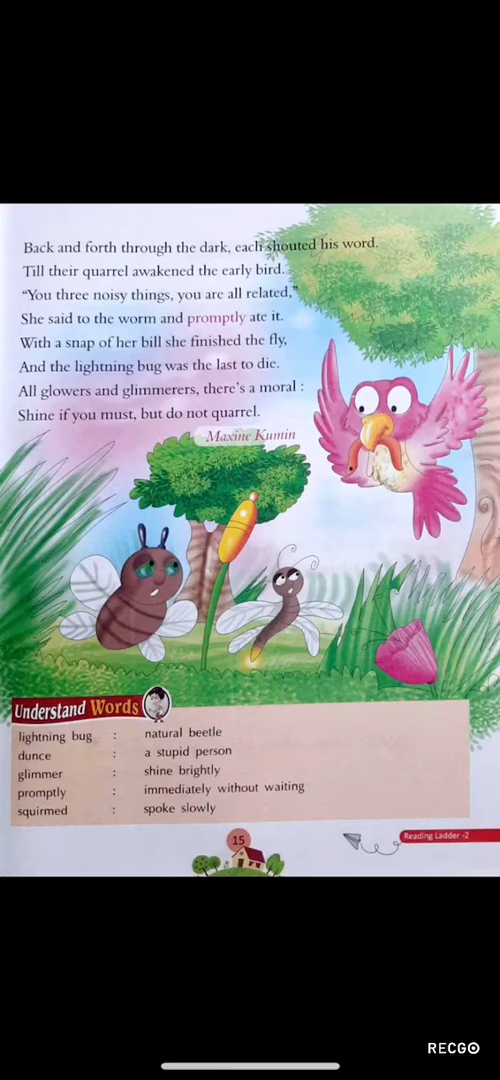 Back and forth through the dark, each shouted his word.
Till their quarrel awakened the early bird.
“You three noisy things, you are all related,”
She said to the worm and promptly ate it.
With a snap of her bill she finished the fly,
And the lightning bug was the last to die.
All glowers and glimmerers, there’s a moral :
Shine if you must, but do not quarrel.
Maxine Kumin
Understand Words
lightning bug : natural beetle
dunce : a stupid person
glimmer : shine brightly
promptly : immediately without waiting
squirmed : spoke slowly
15
Reading Ladder -2
RECGO